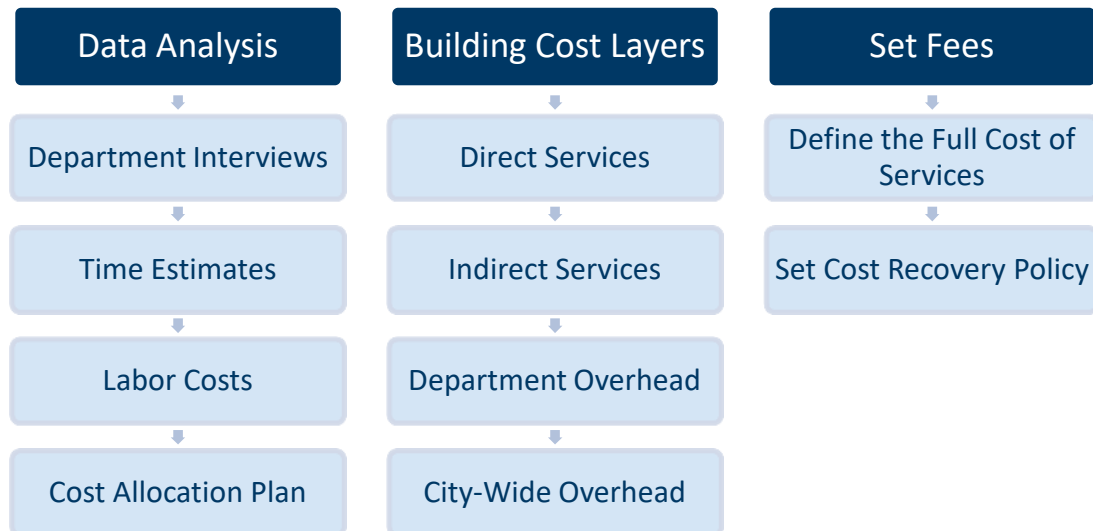 Data Analysis
Department Interviews
Time Estimates
Labor Costs
Cost Allocation Plan
Building Cost Layers
Direct Services
Indirect Services
Department Overhead
City-Wide Overhead
Set Fees
Define the Full Cost of
Services
Set Cost Recovery Policy